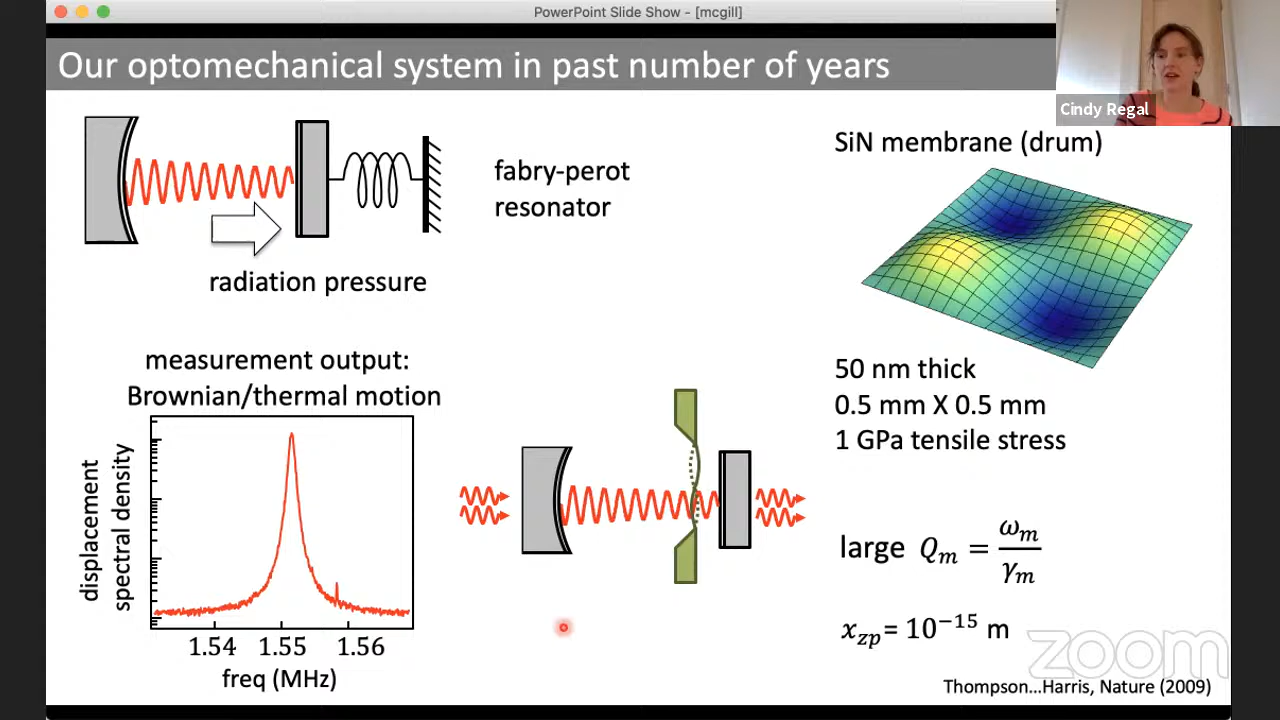 PowerPoint Slide Show - [mcgill]
Our optomechanical system in past number of years
Cindy Regal
fabry-perot
resonator
radiation pressure
SiN membrane (drum)
measurement output:
Brownian/thermal motion
displacement
spectral density
1.54 1.55 1.56
freq (MHz)
50 nm thick
0.5 mm X 0.5 mm
1 GPa tensile stress
large Qₘ = ωₘ/γₘ
x_zp = 10⁻¹⁵ m
zoom
Thompson...Harris, Nature (2009)